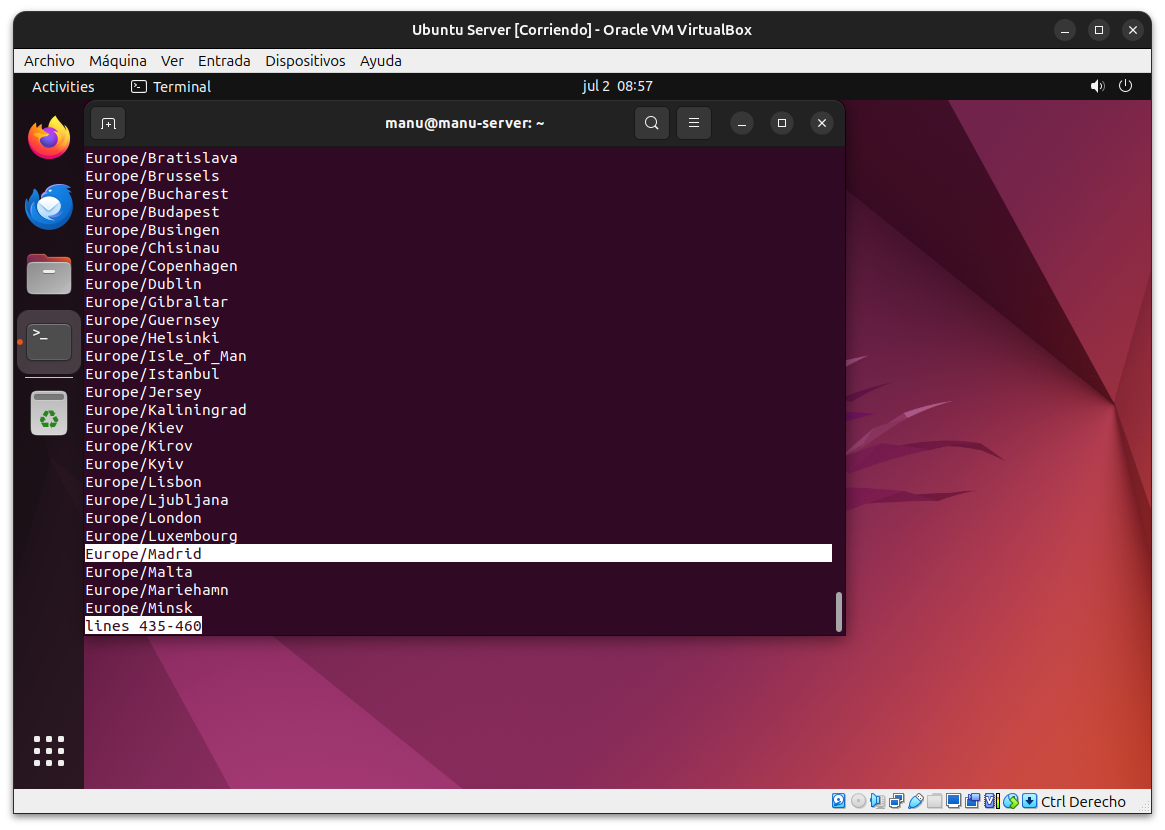 Ubuntu Server [Corriendo] - Oracle VM VirtualBox
Archivo Máquina Ver Entrada Dispositivos Ayuda
Activities Terminal jul 2 08:57
manu@manu-server: ~
Europe/Bratislava
Europe/Brussels
Europe/Bucharest
Europe/Budapest
Europe/Busingen
Europe/Chisinau
Europe/Copenhagen
Europe/Dublin
Europe/Gibraltar
Europe/Guernsey
Europe/Helsinki
Europe/Isle_of_Man
Europe/Istanbul
Europe/Jersey
Europe/Kaliningrad
Europe/Kiev
Europe/Kirov
Europe/Kyiv
Europe/Lisbon
Europe/Ljubljana
Europe/London
Europe/Luxembourg
Europe/Madrid
Europe/Malta
Europe/Mariehamn
Europe/Minsk
lines 435-460
Ctrl Derecho